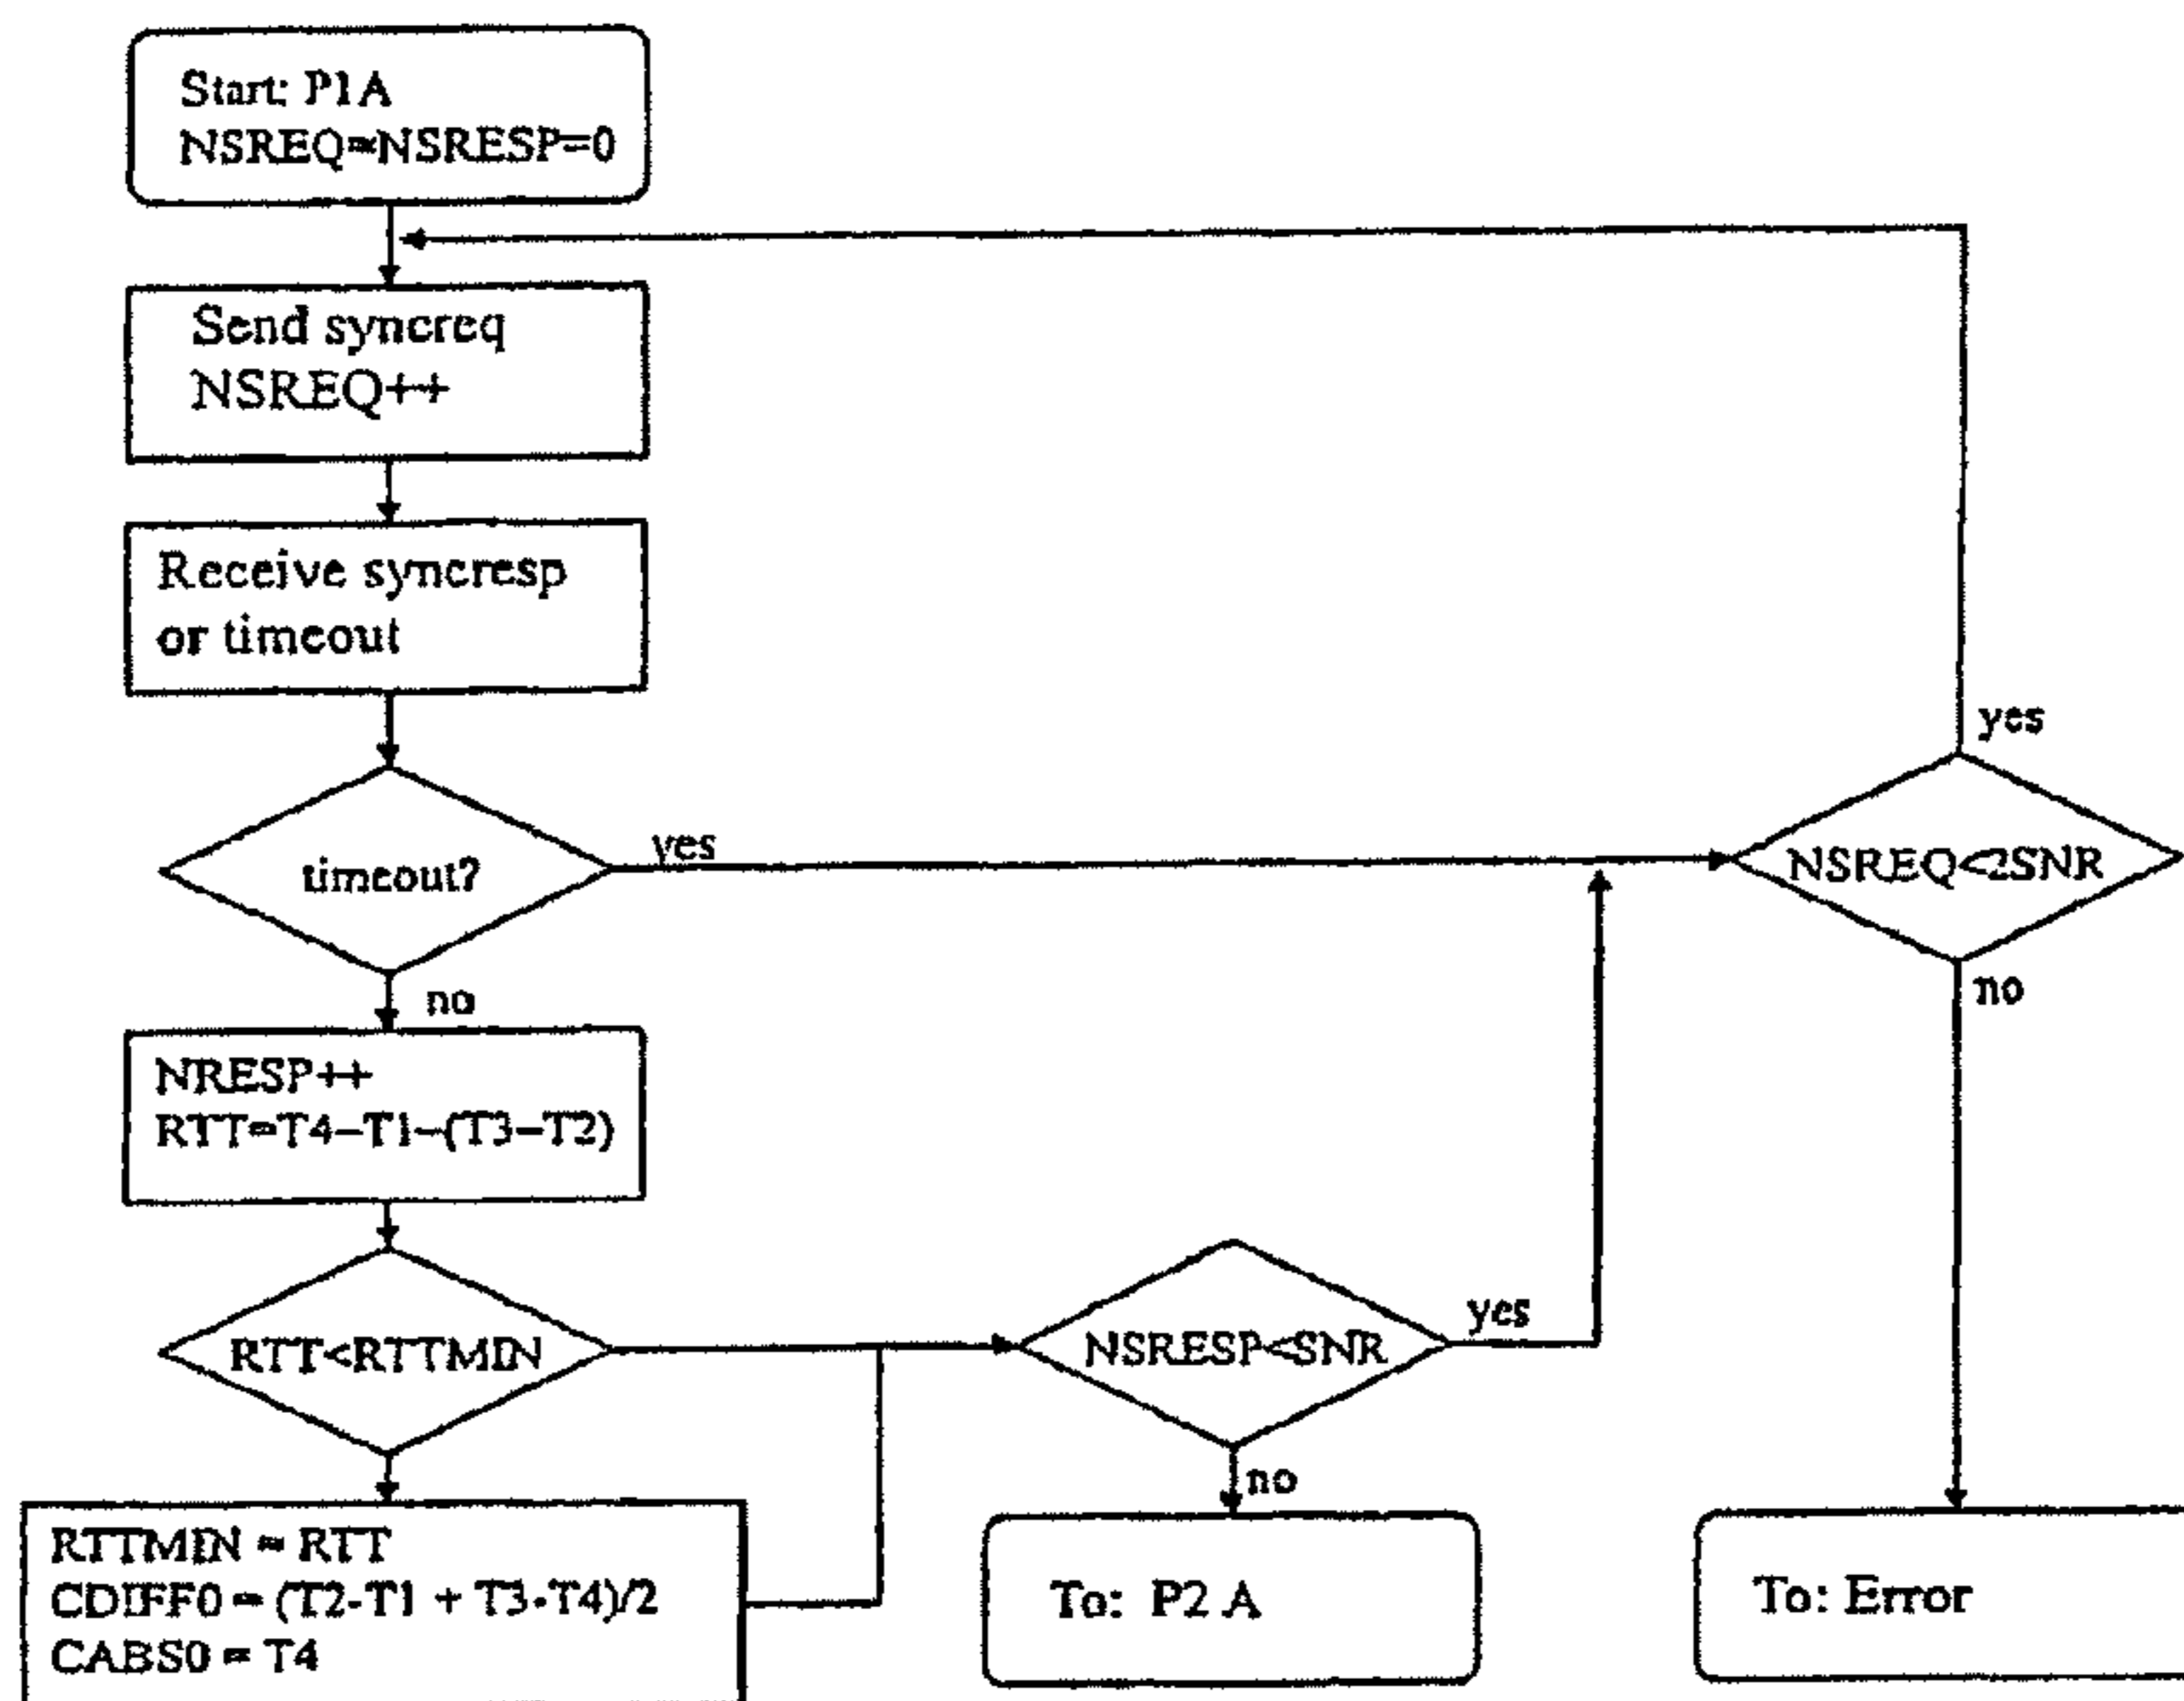 Start: P1A
NSREQ=NSRESP=0
Send syncreq
NSREQ++
Receive syncresp
or timeout
timeout?
yes
NSREQ<2SNR
yes
no
no
NRESP++
RTT=T4-T1-(T3-T2)
RTT<RTTMIN
NSRESP<SNR
yes
no
RTTMIN = RTT
CDIFF0 = (T2-T1 + T3-T4)/2
CABS0 = T4
To: P2 A
To: Error